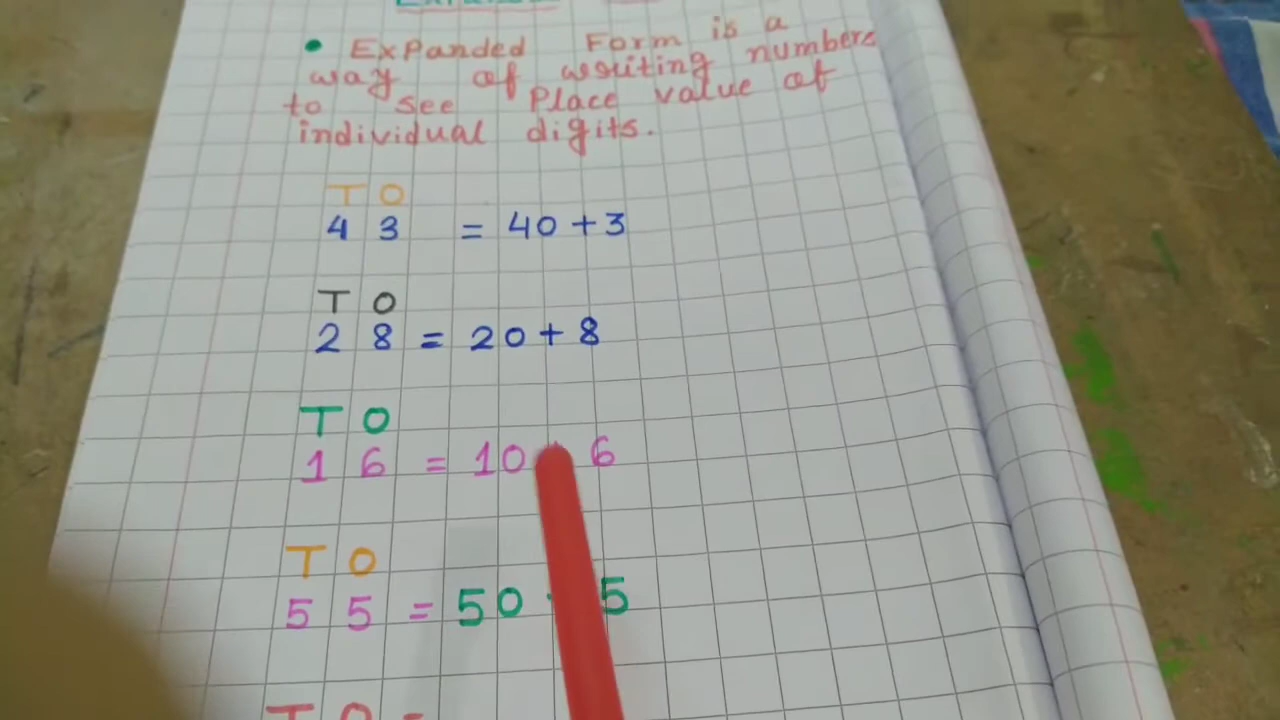 • Expanded Form is a
way of writing numbers
to see Place value of
individual digits.
T O
4 3 = 40 + 3
T O
2 8 = 20 + 8
T O
1 6 = 10 6
T O
5 5 = 50 5
T O =